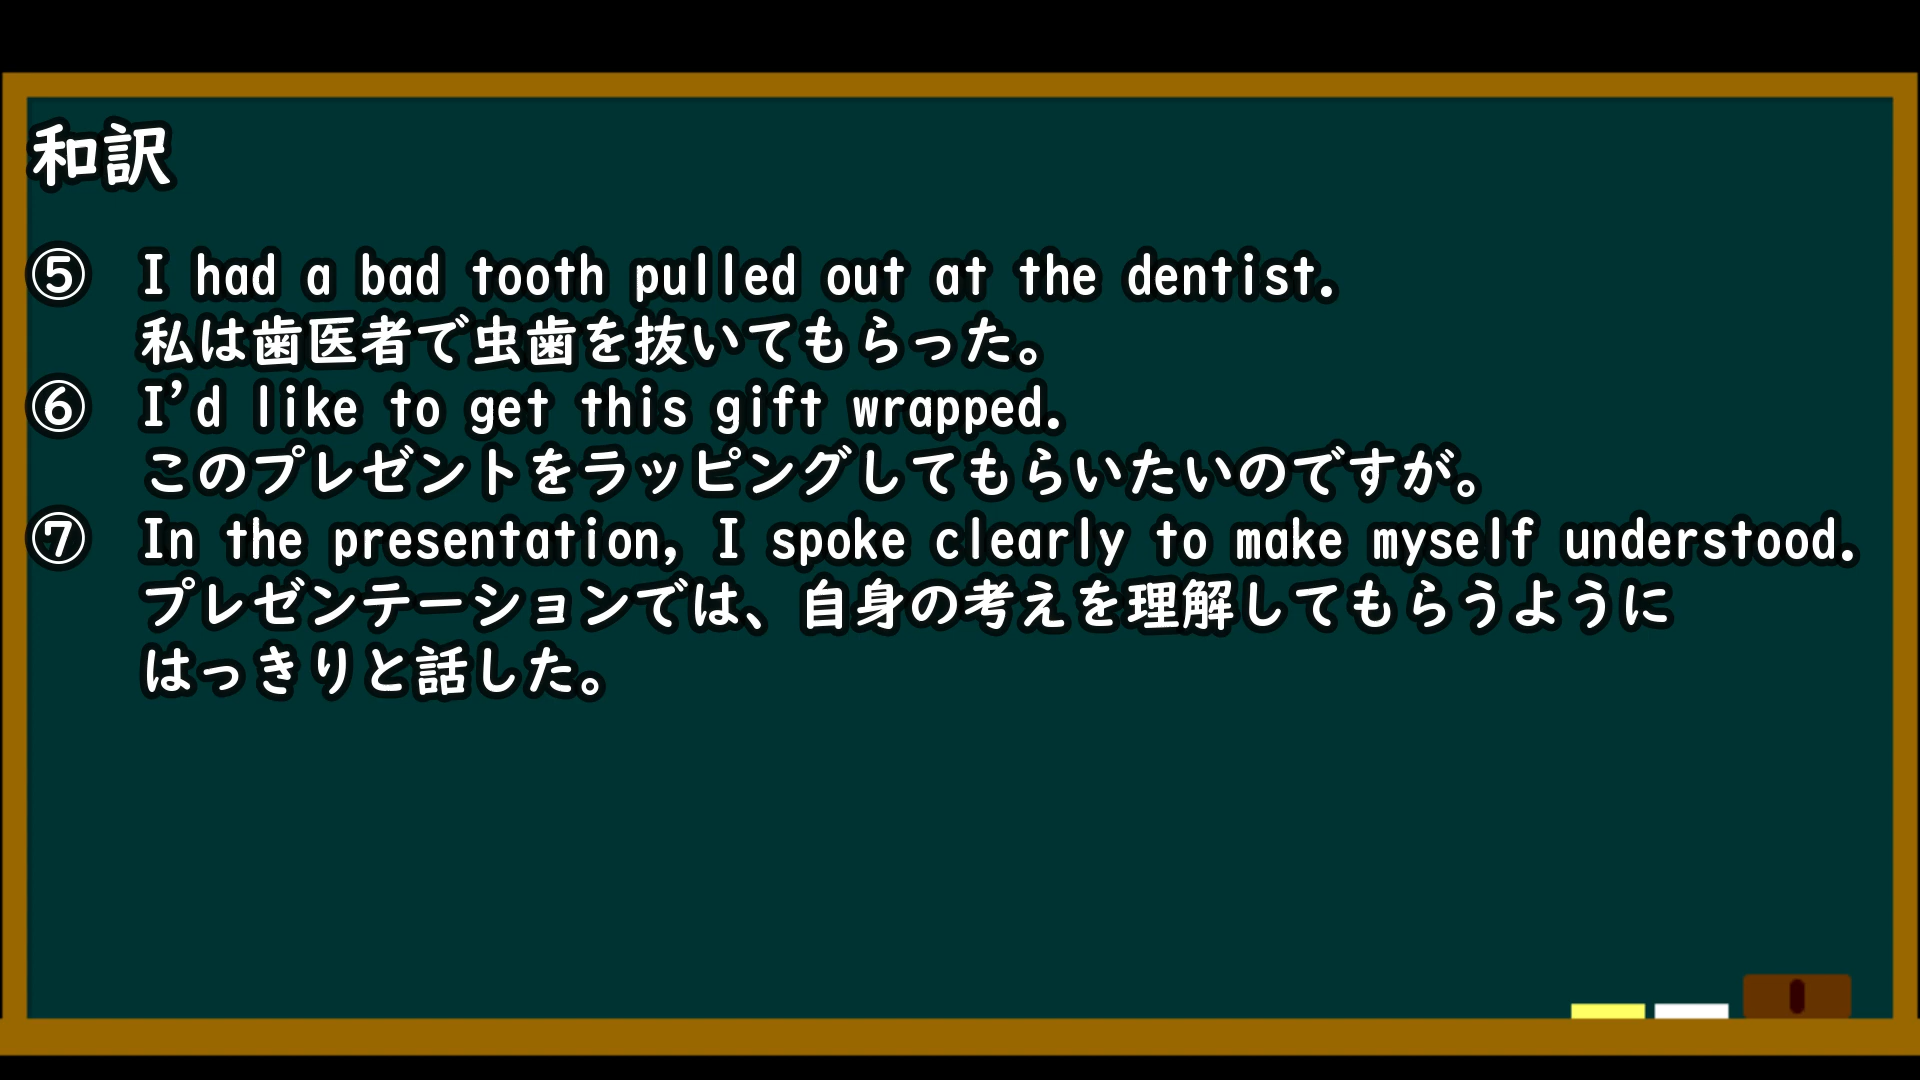 和訳
⑤ I had a bad tooth pulled out at the dentist.
私は歯医者で虫歯を抜いてもらった。
⑥ I’d like to get this gift wrapped.
このプレゼントをラッピングしてもらいたいのですが。
⑦ In the presentation, I spoke clearly to make myself understood.
プレゼンテーションでは、自身の考えを理解してもらうように
はっきりと話した。